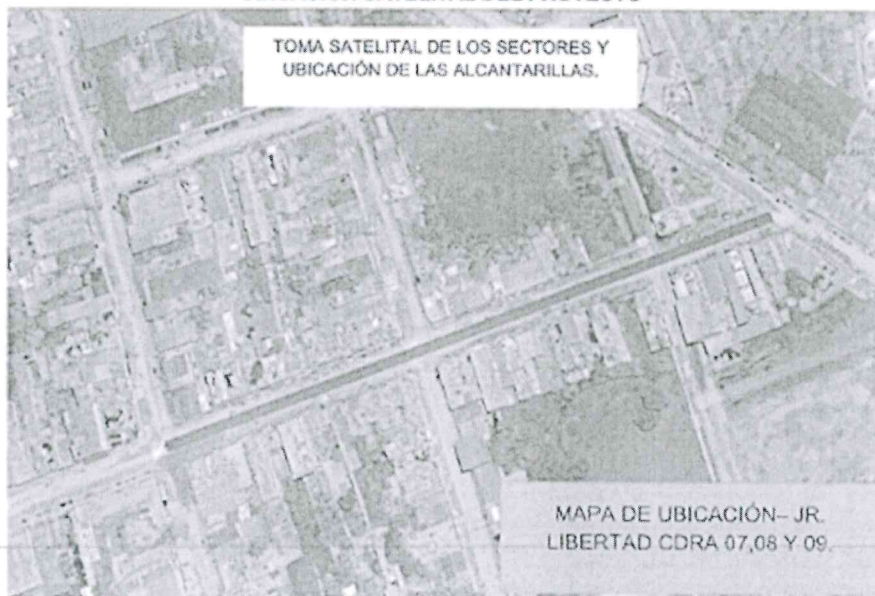 TOMA SATELITAL DE LOS SECTORES Y
UBICACIÓN DE LAS ALCANTARILLAS.
MAPA DE UBICACIÓN– JR.
LIBERTAD CDRA 07,08 Y 09.